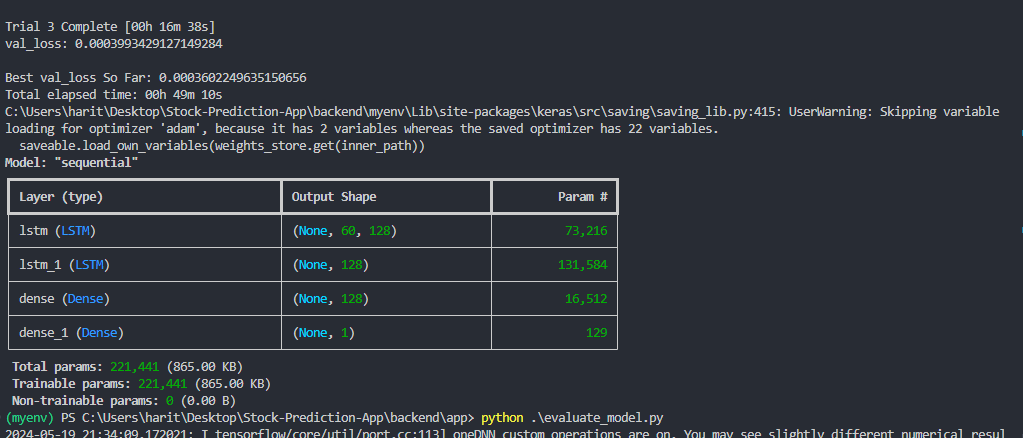 Trial 3 Complete [00h 16m 38s]
val_loss: 0.0003993429127149284
Best val_loss So Far: 0.0003602249635150656
Total elapsed time: 00h 49m 10s
C:\Users\harit\Desktop\Stock-Prediction-App\backend\myenv\Lib\site-packages\keras\src\saving\saving_lib.py:415: UserWarning: Skipping variable
loading for optimizer 'adam', because it has 2 variables whereas the saved optimizer has 22 variables.
saveable.load_own_variables(weights_store.get(inner_path))
Model: "sequential"
Layer (type) Output Shape Param #
lstm (LSTM) (None, 60, 128) 73,216
lstm_1 (LSTM) (None, 128) 131,584
dense (Dense) (None, 128) 16,512
dense_1 (Dense) (None, 1) 129
Total params: 221,441 (865.00 KB)
Trainable params: 221,441 (865.00 KB)
Non-trainable params: 0 (0.00 B)
(myenv) PS C:\Users\harit\Desktop\Stock-Prediction-App\backend\app> python .\evaluate_model.py
2024-05-19 21:34:09.172021: I tensorflow/core/util/port.cc:113] oneDNN custom operations are on. You may see slightly different numerical resul